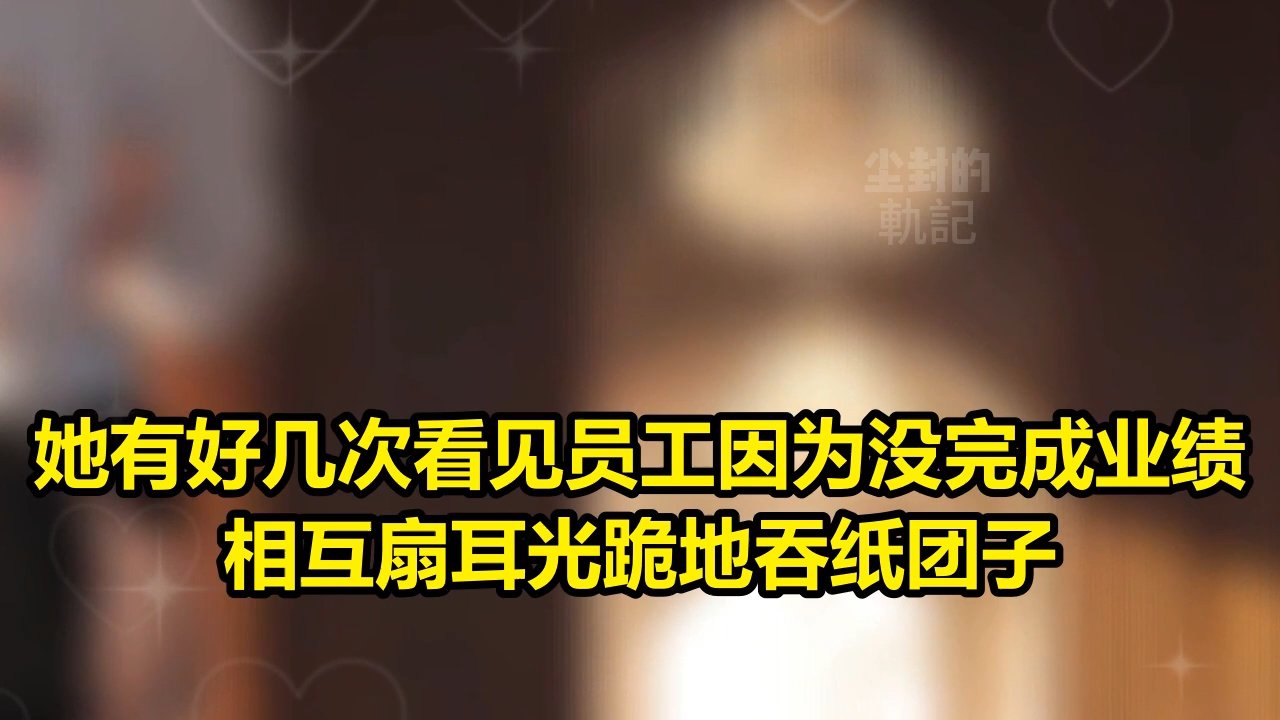 尘封的
軌記
她有好几次看见员工因为没完成业绩
相互扇耳光跪地吞纸团子